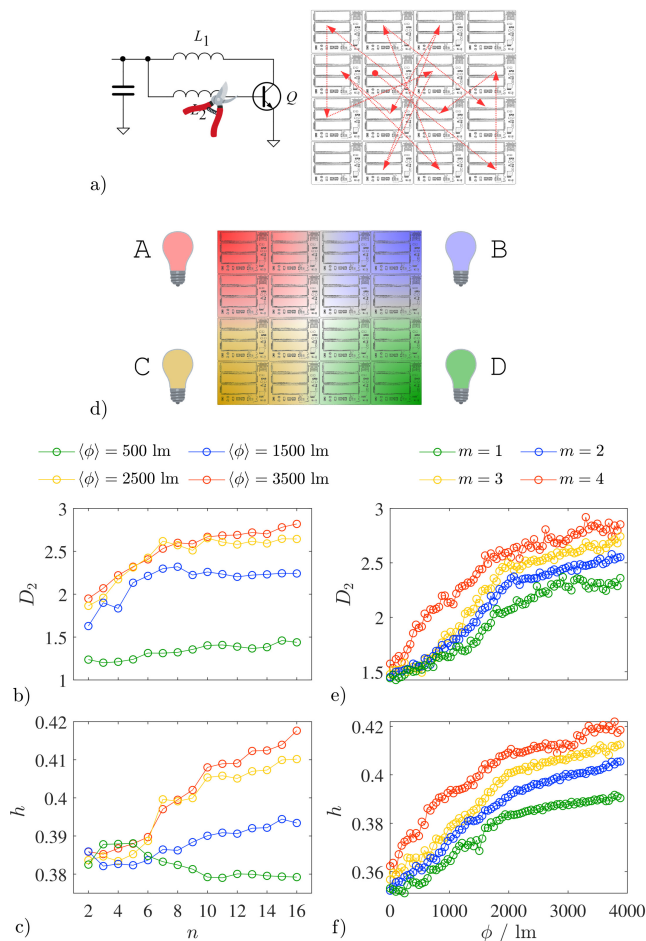 L₁
L₂
Q
a)
A
B
C
D
d)
⟨ϕ⟩ = 500 lm
⟨ϕ⟩ = 1500 lm
⟨ϕ⟩ = 2500 lm
⟨ϕ⟩ = 3500 lm
m = 1
m = 2
m = 3
m = 4
3
2.5
2
1.5
1
D₂
b)
3
2.5
2
1.5
D₂
e)
0.42
0.41
0.4
0.39
0.38
h
2
4
6
8
10
12
14
16
n
c)
0.42
0.4
0.38
0.36
h
0
1000
2000
3000
4000
ϕ / lm
f)